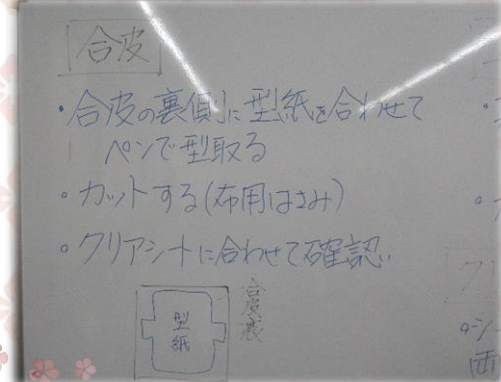 合皮
・合皮の裏側に型紙を合わせて
ペンで型取る
・カットする(布用はさみ)
・クリアシートに合わせて確認
型
紙
合皮裏